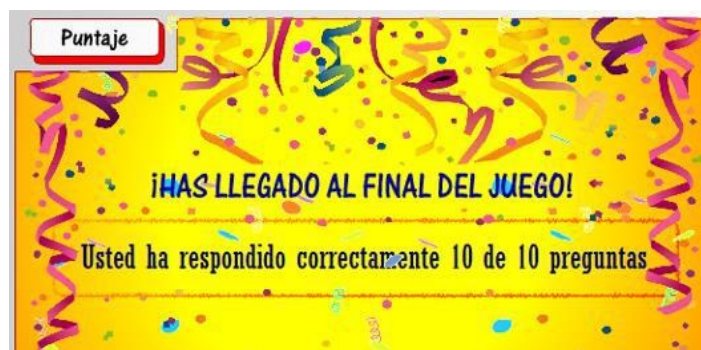 Puntaje
¡HAS LLEGADO AL FINAL DEL JUEGO!
Usted ha respondido correctamente 10 de 10 preguntas